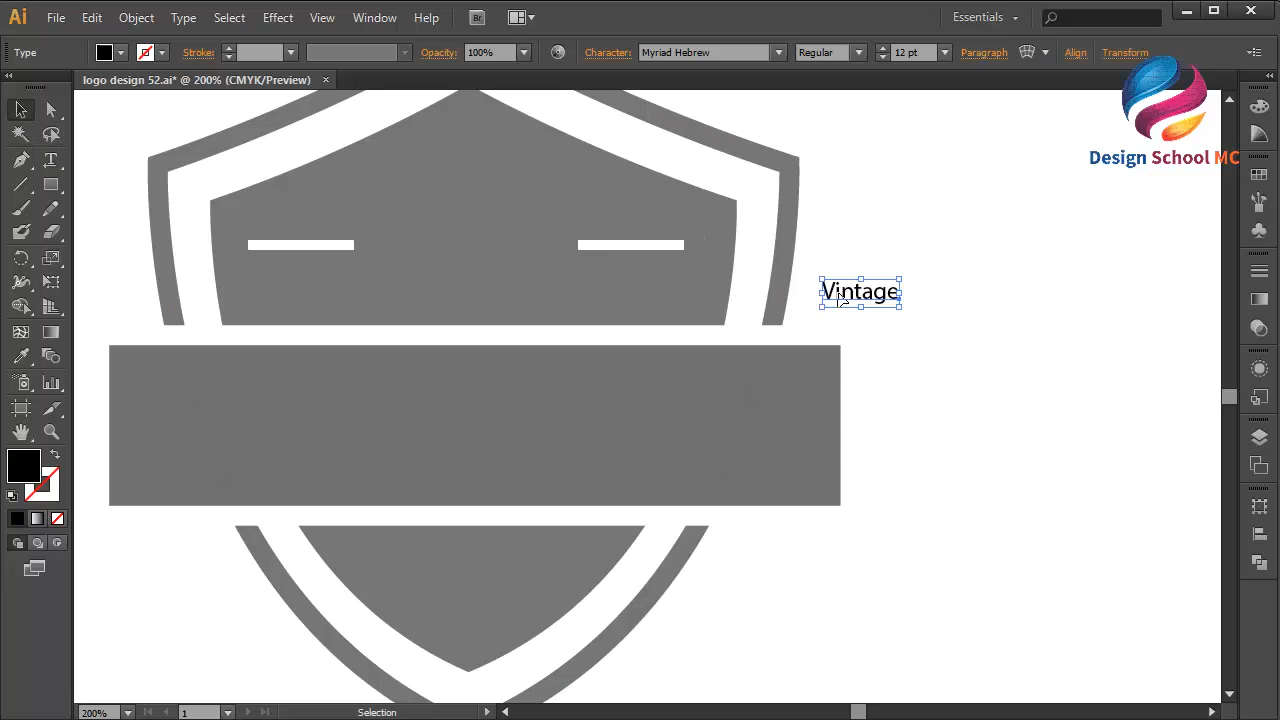 Ai File Edit Object Type Select Effect View Window Help Br Essentials
Type Stroke: Opacity: 100% Character: Myriad Hebrew Regular 12 pt Paragraph Align Transform
logo design 52.ai* @ 200% (CMYK/Preview) ×
Design School MC
Vintage
200% 1 Selection